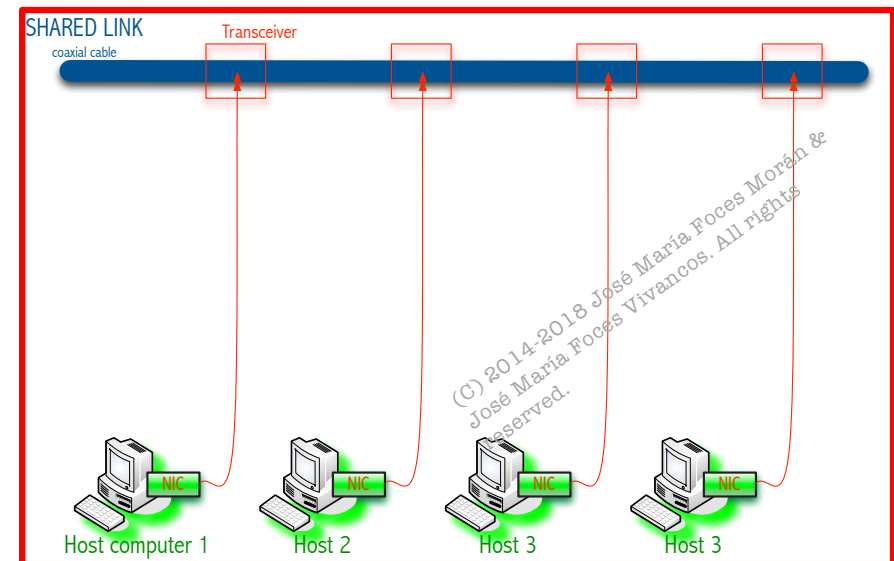 SHARED LINK
Transceiver
coaxial cable
(C) 2014-2018 José María Foces Morán &
José María Foces Vivancos. All rights
reserved.
NIC
NIC
NIC
NIC
Host computer 1
Host 2
Host 3
Host 3